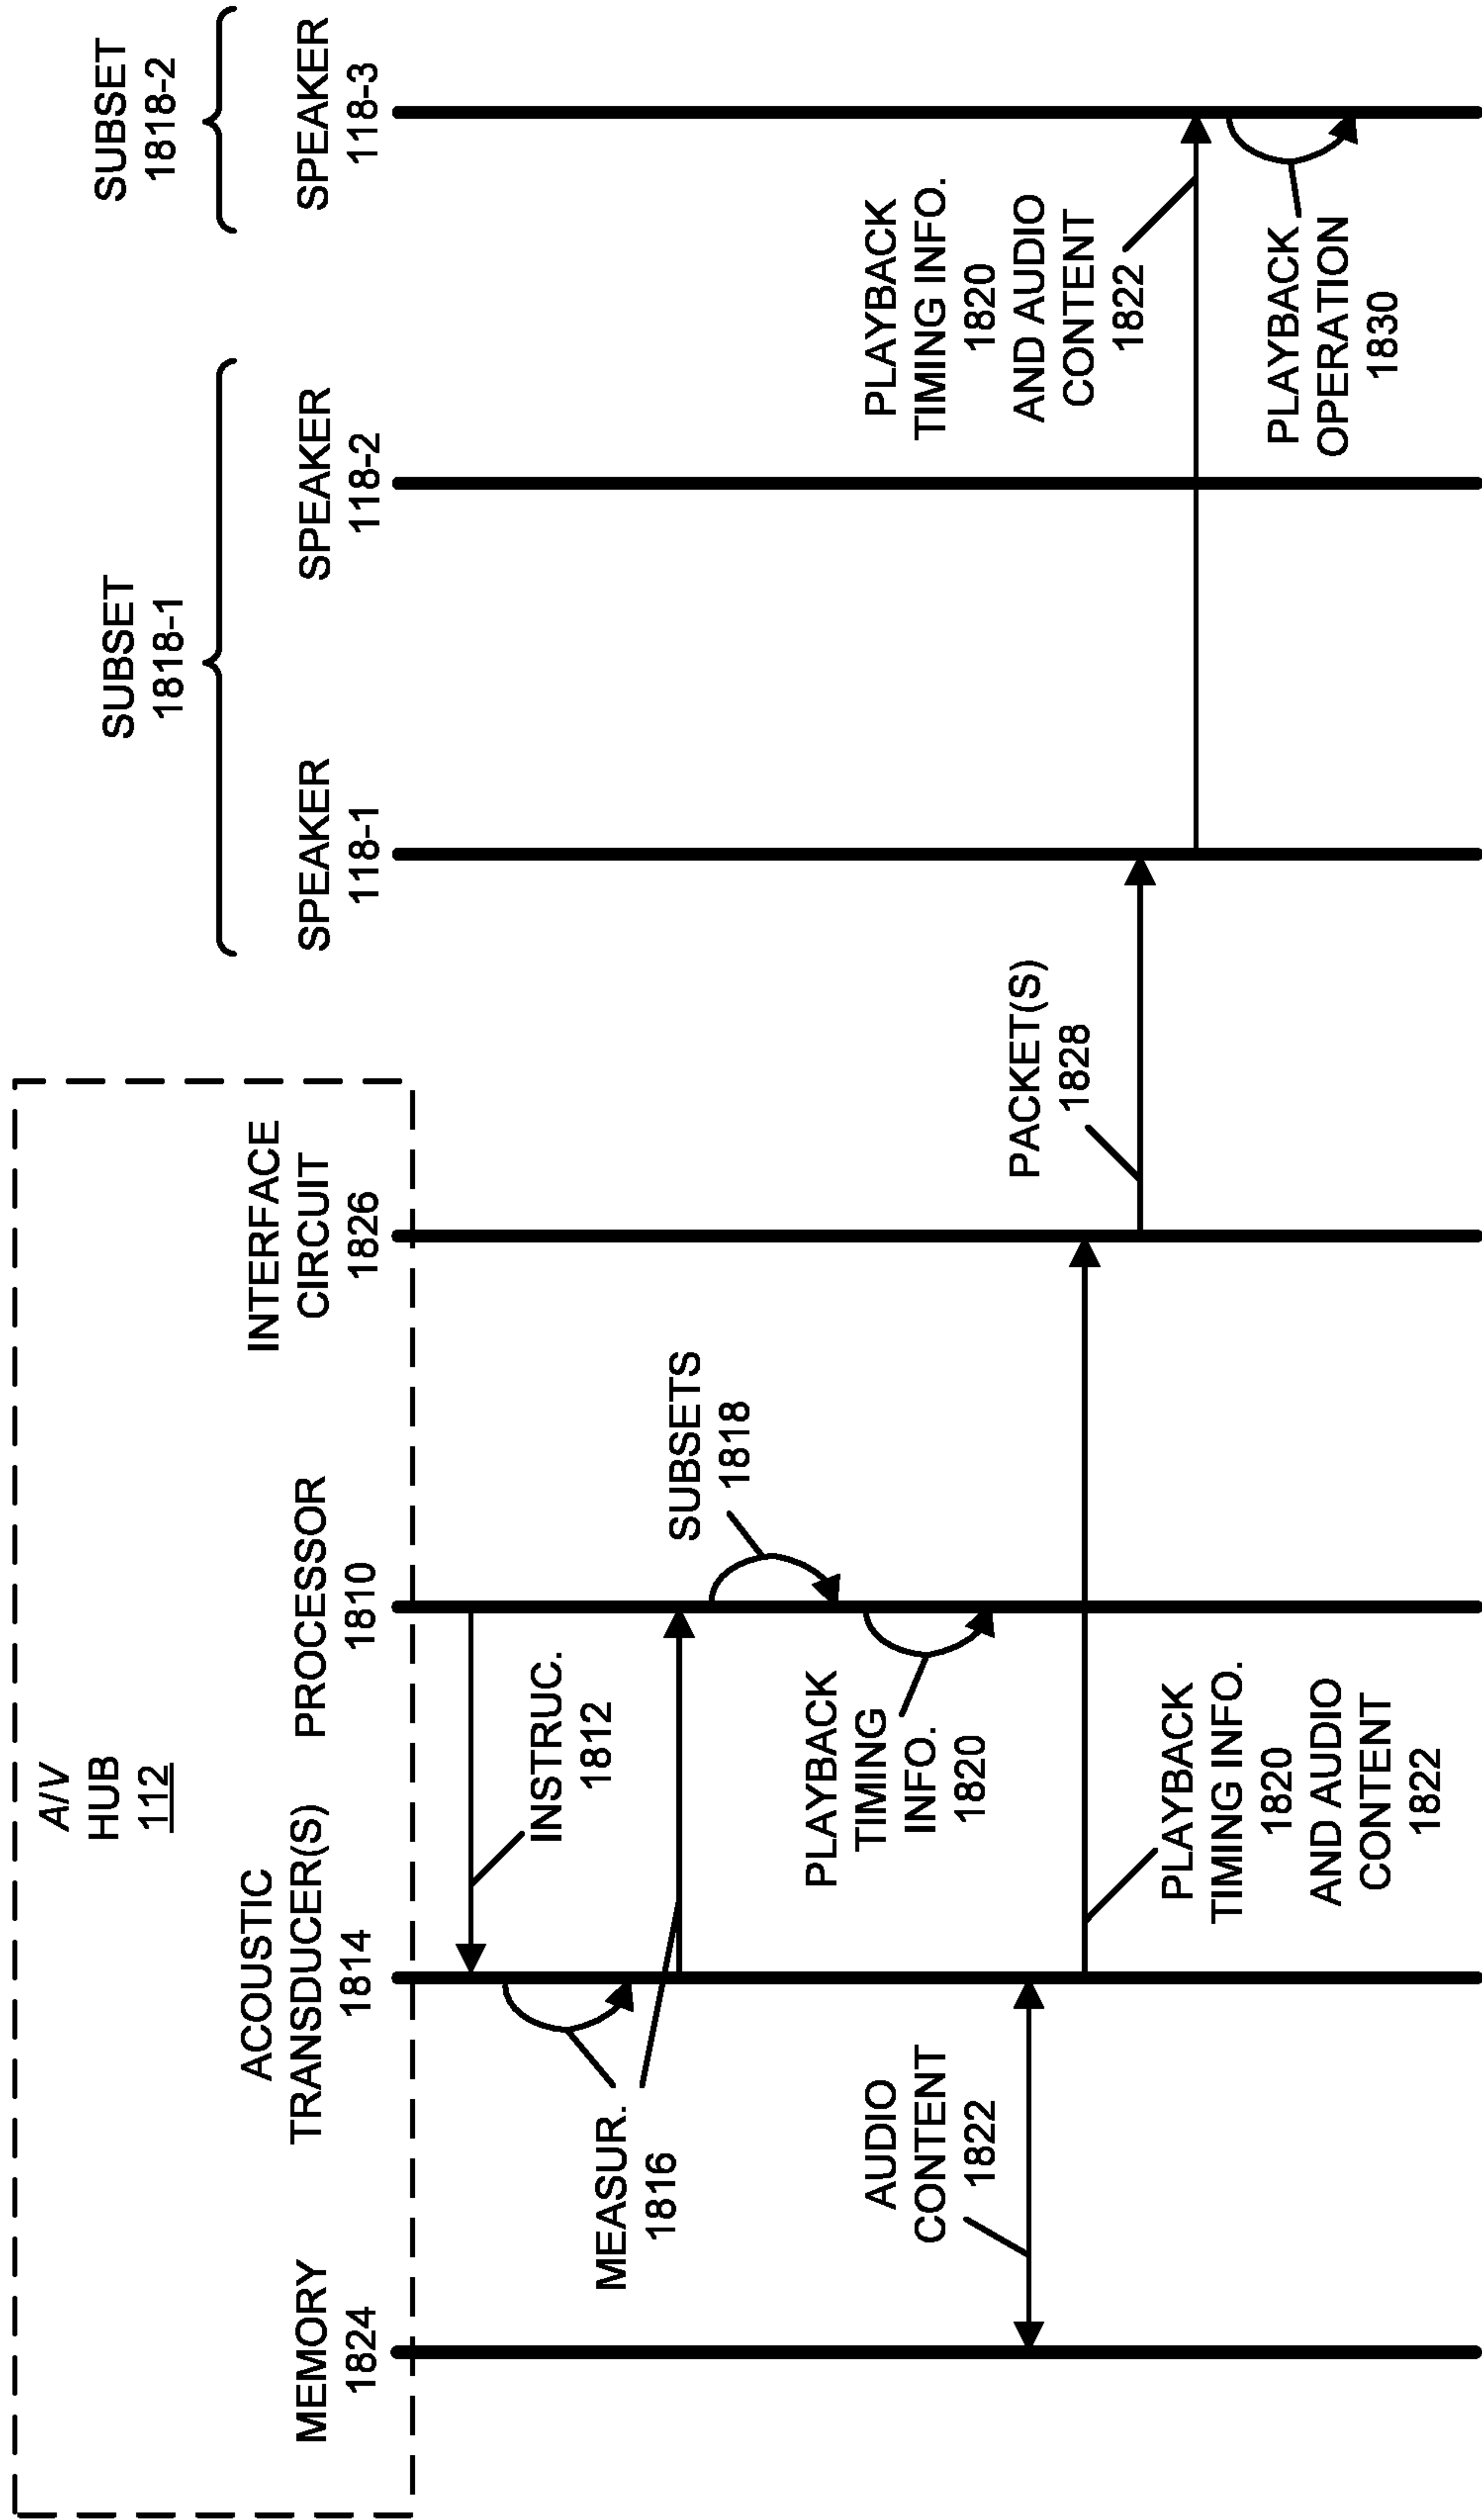 A/V
HUB
112
MEMORY
1824
ACOUSTIC
TRANSDUCER(S)
1814
PROCESSOR
1810
INTERFACE
CIRCUIT
1826
SUBSET
1818-1
SPEAKER
118-1
SPEAKER
118-2
SUBSET
1818-2
SPEAKER
118-3
INSTRUC.
1812
MEASUR.
1816
SUBSETS
1818
PLAYBACK
TIMING
INFO.
1820
AUDIO
CONTENT
1822
PLAYBACK
TIMING INFO.
1820
AND AUDIO
CONTENT
1822
PACKET(S)
1828
PLAYBACK
TIMING INFO.
1820
AND AUDIO
CONTENT
1822
PLAYBACK
OPERATION
1830